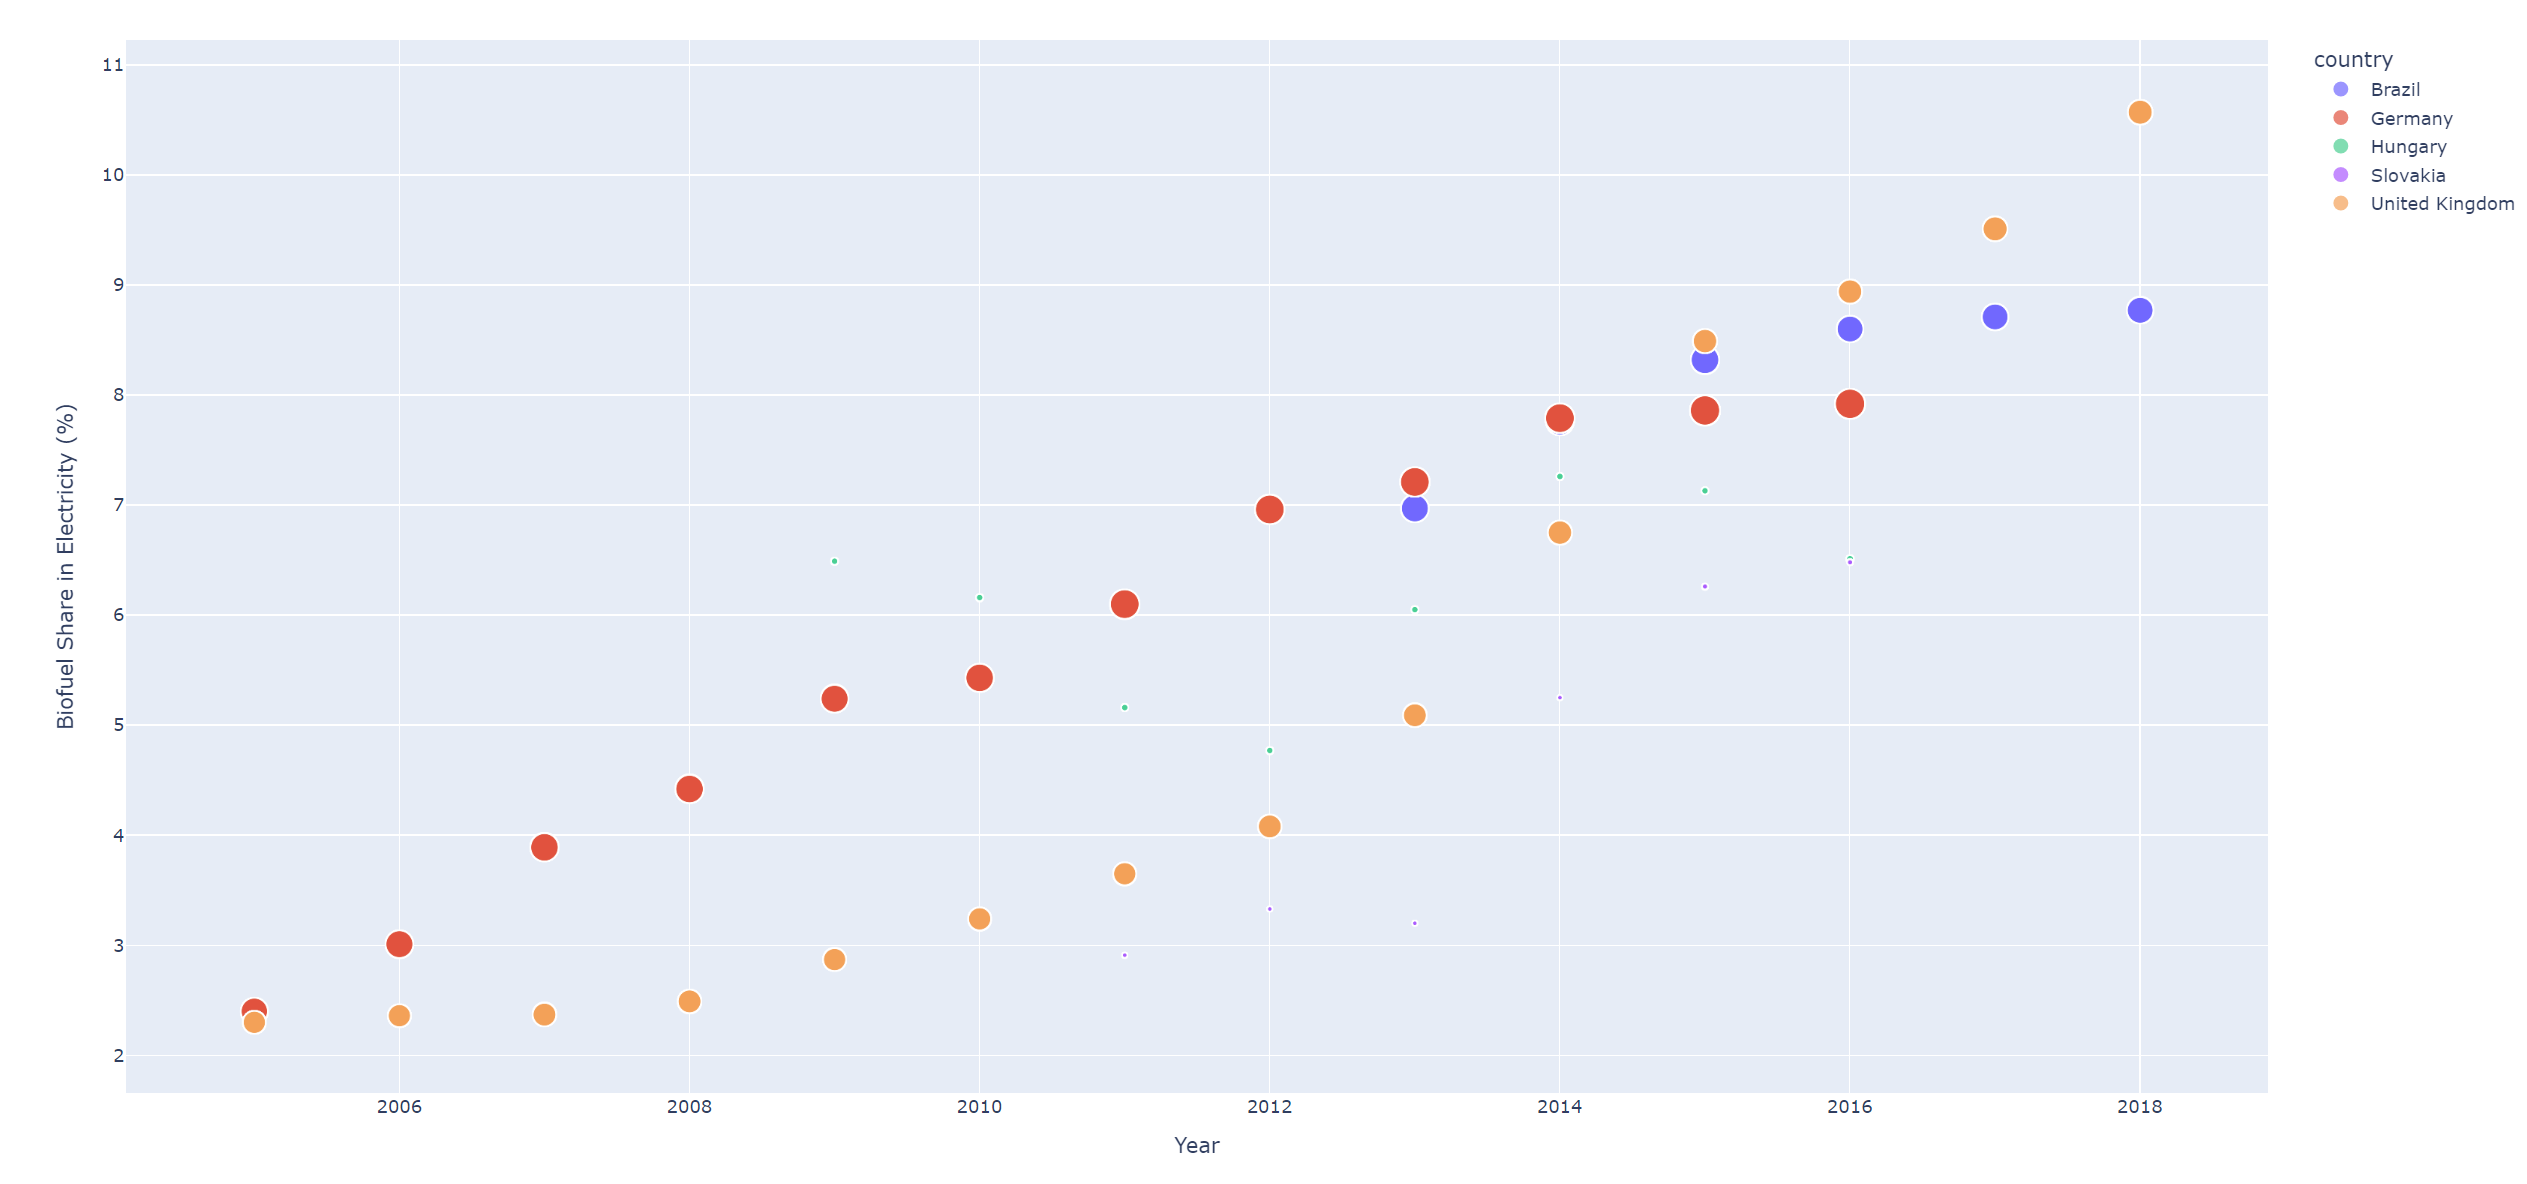 country
Brazil
Germany
Hungary
Slovakia
United Kingdom
Biofuel Share in Electricity (%)
11
10
9
8
7
6
5
4
3
2
2006
2008
2010
2012
2014
2016
2018
Year